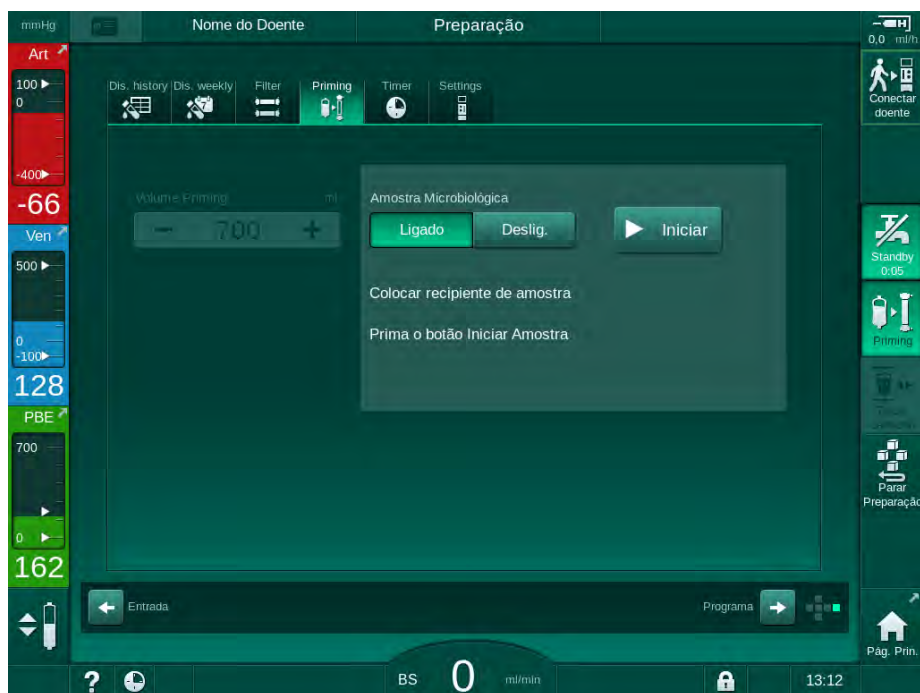 mmHg
Nome do Doente
Preparação
0,0 ml/h
Art
100
0
-400
-66
Ven
500
0
-100
128
PBE
700
0
162
Dis. history
Dis. weekly
Filter
Priming
Timer
Settings
Volume Priming ml
700
Amostra Microbiológica
Ligado
Deslig.
Iniciar
Colocar recipiente de amostra
Prima o botão Iniciar Amostra
Conectar
doente
Standby
0:05
Priming
Parar
Preparação
Entrada
Programa
Pág. Prin.
?
BS 0 ml/min
13:12